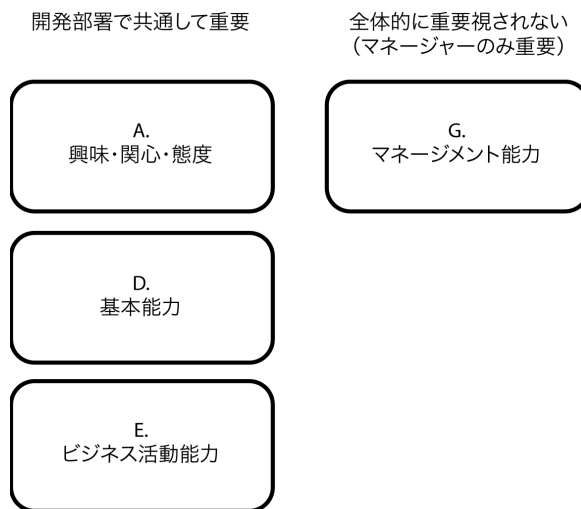 開発部署で共通して重要
全体的に重要視されない
（マネージャーのみ重要）
A.
興味・関心・態度
G.
マネージメント能力
D.
基本能力
E.
ビジネス活動能力